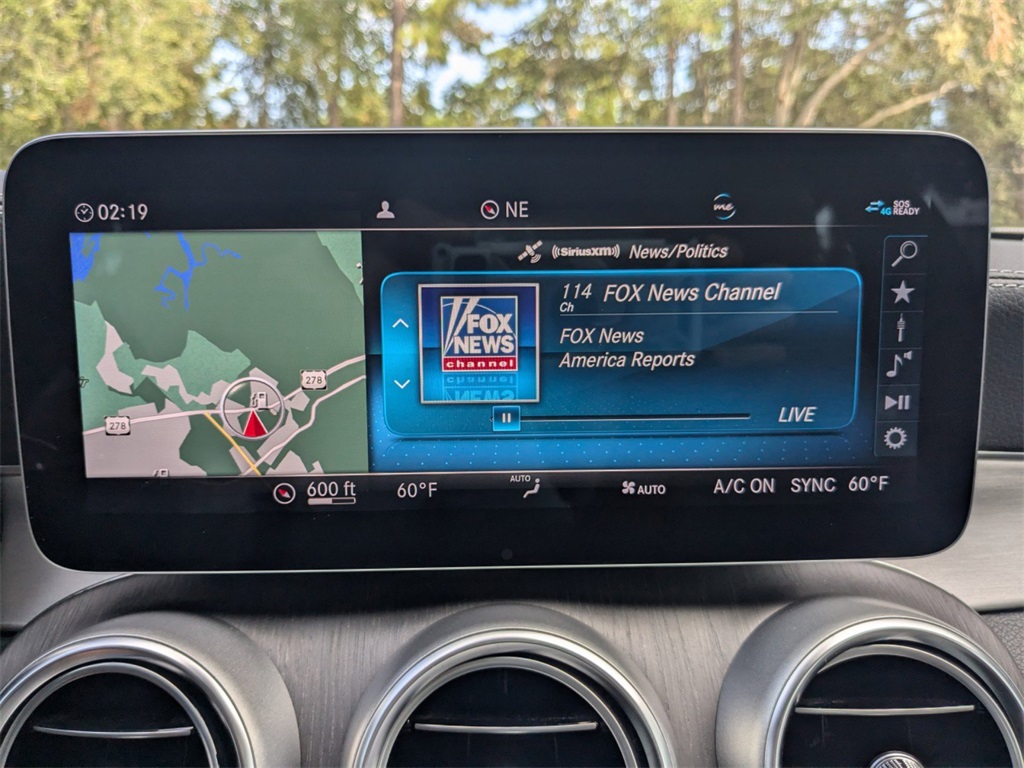 02:19
NE
me
4G
SOS
READY
((SiriusXM)) News/Politics
114 FOX News Channel
Ch
FOX
NEWS
channel
FOX News
America Reports
LIVE
278
278
600 ft
60°F
AUTO
AUTO
A/C ON
SYNC
60°F